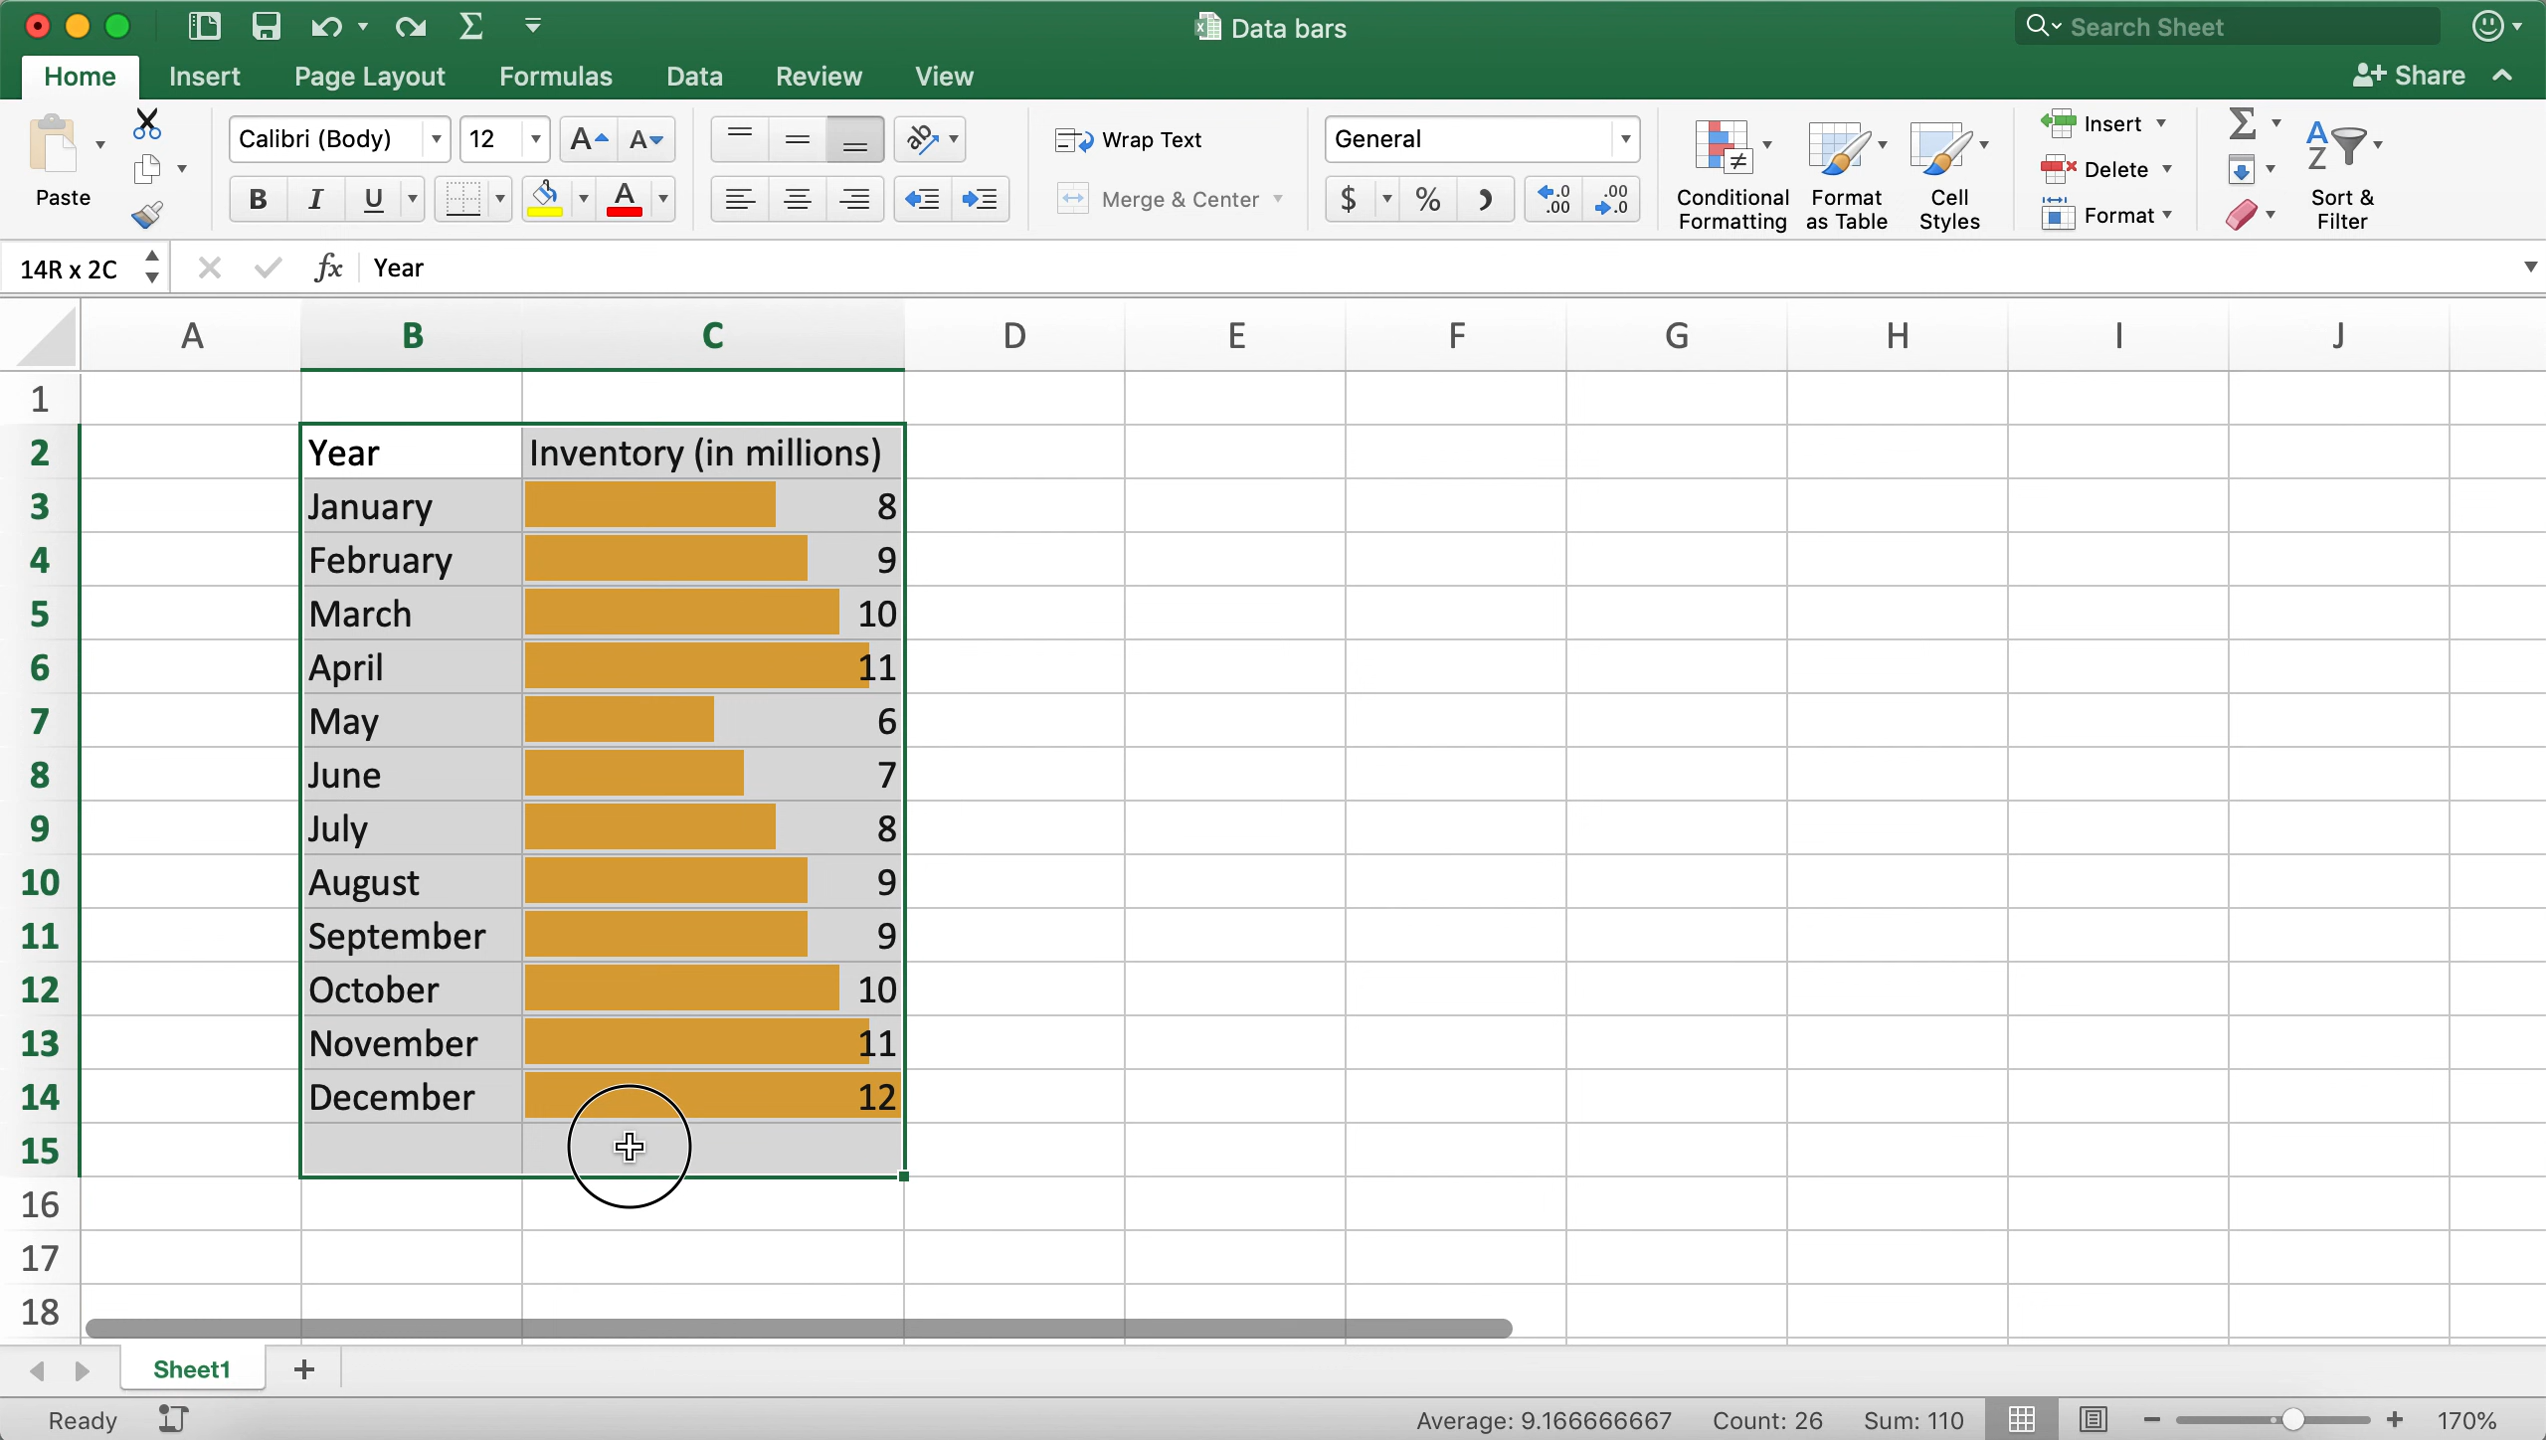 Data bars
Search Sheet
Home Insert Page Layout Formulas Data Review View
Share
Paste
Calibri (Body) 12
Wrap Text
General
B I U
Merge & Center
$ %
Conditional Formatting
Format as Table
Cell Styles
Insert
Delete
Format
Sort & Filter
14R x 2C fx Year
A B C D E F G H I J
1
2 Year Inventory (in millions)
3 January 8
4 February 9
5 March 10
6 April 11
7 May 6
8 June 7
9 July 8
10 August 9
11 September 9
12 October 10
13 November 11
14 December 12
15
16
17
18
Sheet1
Ready Average: 9.166666667 Count: 26 Sum: 110 170%